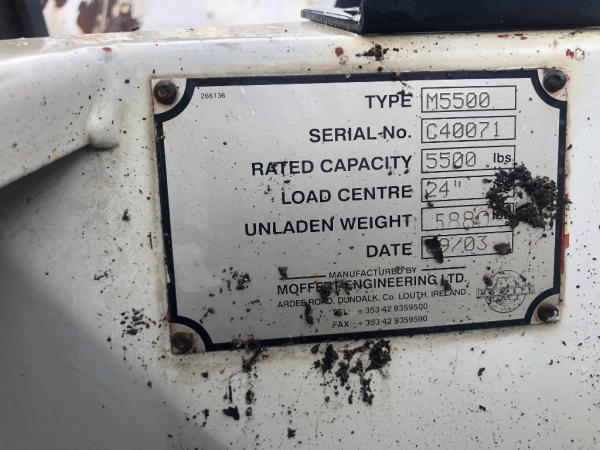 266136
TYPE M5500
SERIAL-No. C40071
RATED CAPACITY 5500 lbs
LOAD CENTRE 24"
UNLADEN WEIGHT lbs
DATE 9/03
MANUFACTURED BY
MOFFETT ENGINEERING LTD.
ARDEE ROAD, DUNDALK, Co. LOUTH, IRELAND
TEL: +353 42 9359500
FAX: +353 42 9359590